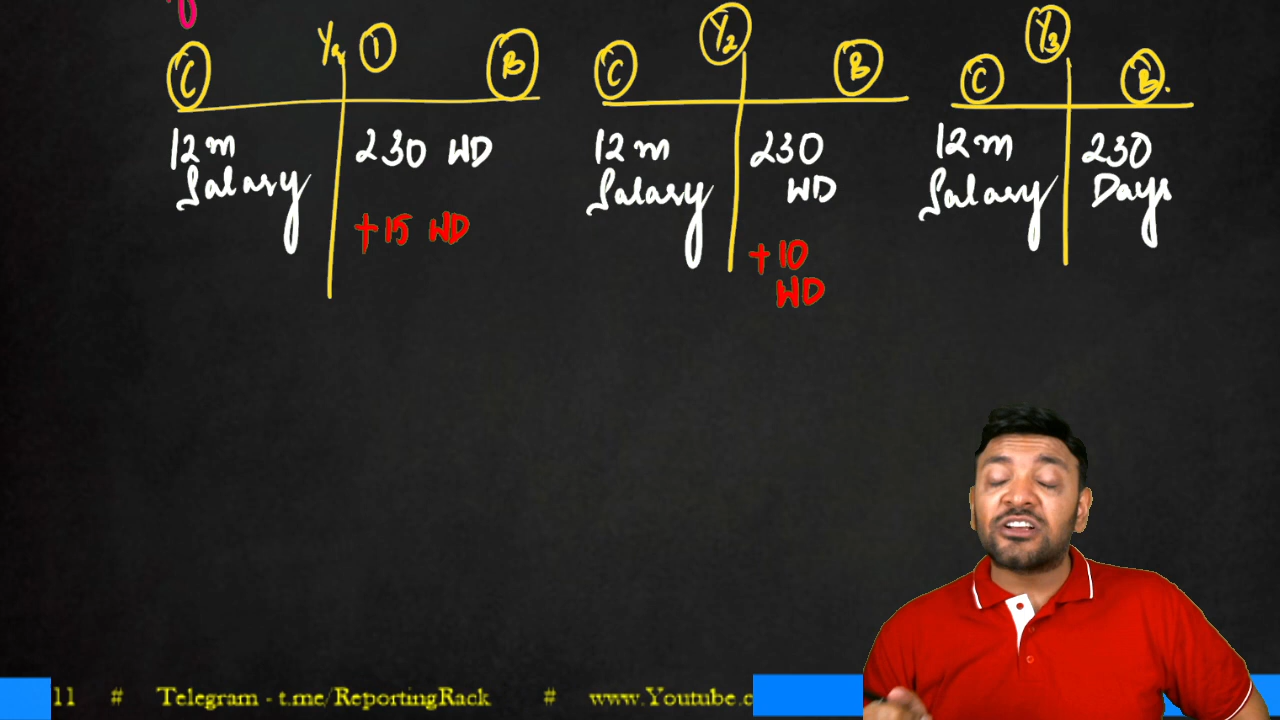 Yr 1
C B
12m 230 WD
Salary
+15 WD
Y2
C B
12m 230
Salary WD
+10
WD
Y3
C B.
12m 230
Salary Days
11 # Telegram - t.me/ReportingRack # www.Youtube.c